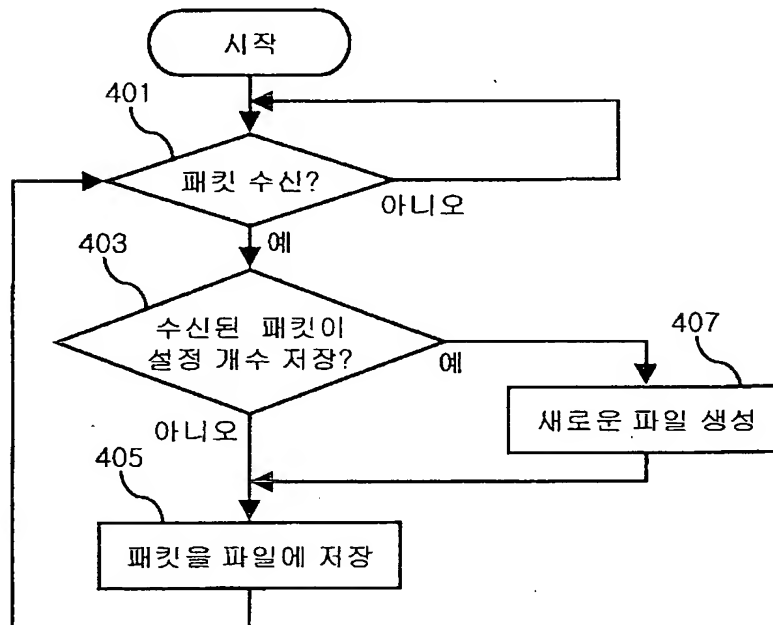 시작
401
패킷 수신?
아니오
예
403
수신된 패킷이
설정 개수 저장?
예
407
새로운 파일 생성
아니오
405
패킷을 파일에 저장